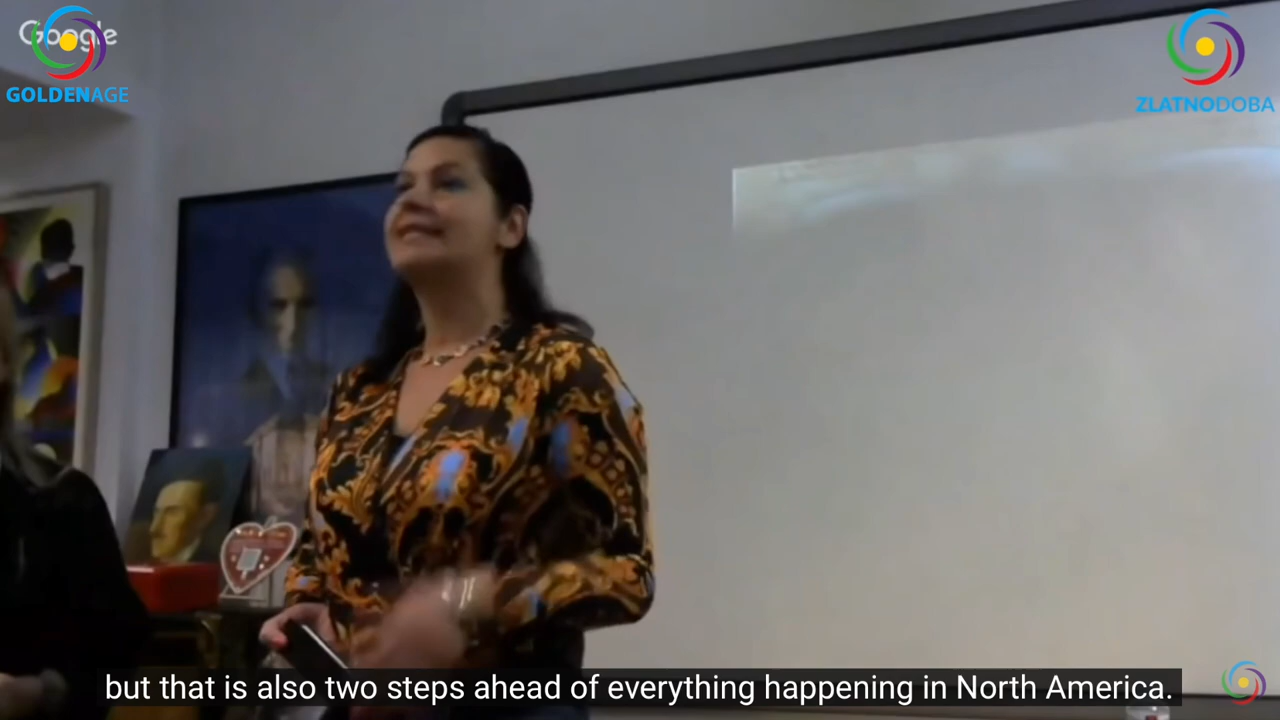 Google
GOLDENAGE
ZLATNODOBA
but that is also two steps ahead of everything happening in North America.